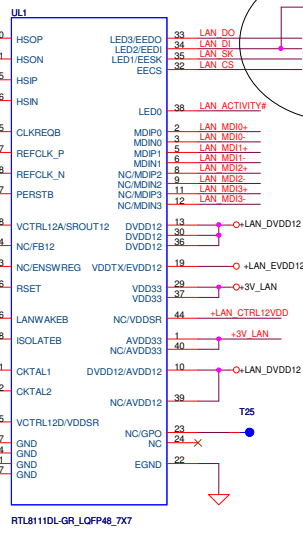 UL1
HSOP LED3/EEDO 33 LAN_DO
LED2/EEDI 34 LAN_DI
HSON LED1/EESK 35 LAN_SK
EECS 32 LAN_CS
HSIP
HSIN
LED0 38 LAN_ACTIVITY#
CLKREQB MDIP0 2 LAN_MDI0+
MDIN0 3 LAN_MDI0-
REFCLK_P MDIP1 5 LAN_MDI1+
MDIN1 6 LAN_MDI1-
REFCLK_N NC/MDIP2 8 LAN_MDI2+
NC/MDIN2 9 LAN_MDI2-
PERSTB NC/MDIP3 11 LAN_MDI3+
NC/MDIN3 12 LAN_MDI3-
VCTRL12A/SROUT12 DVDD12 13 +LAN_DVDD12
DVDD12 30
NC/FB12 DVDD12 36
NC/ENSWREG VDDTX/EVDD12 19 +LAN_EVDD12
RSET VDD33 29 +3V_LAN
VDD33 37
LANWAKEB NC/VDDSR 44 +LAN_CTRL12VDD
ISOLATEB AVDD33 1 +3V_LAN
NC/AVDD33 40
CKTAL1 DVDD12/AVDD12 10 +LAN_DVDD12
CKTAL2
NC/AVDD12 39
T25
VCTRL12D/VDDSR
NC/GPO 23
GND NC 24
GND
GND EGND 22
GND
RTL8111DL-GR_LQFP48_7X7